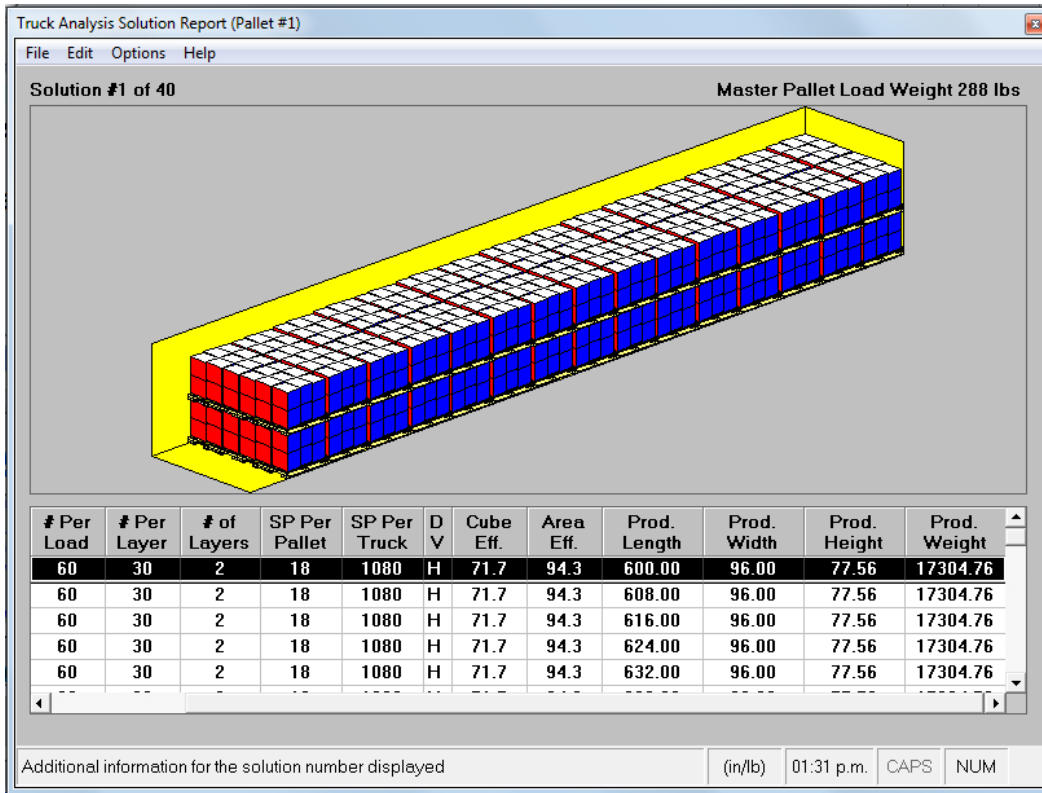 Truck Analysis Solution Report (Pallet #1)
File Edit Options Help
Solution #1 of 40 Master Pallet Load Weight 288 lbs
# Per Load # Per Layer # of Layers SP Per Pallet SP Per Truck D V Cube Eff. Area Eff. Prod. Length Prod. Width Prod. Height Prod. Weight
60 30 2 18 1080 H 71.7 94.3 600.00 96.00 77.56 17304.76
60 30 2 18 1080 H 71.7 94.3 608.00 96.00 77.56 17304.76
60 30 2 18 1080 H 71.7 94.3 616.00 96.00 77.56 17304.76
60 30 2 18 1080 H 71.7 94.3 624.00 96.00 77.56 17304.76
60 30 2 18 1080 H 71.7 94.3 632.00 96.00 77.56 17304.76
Additional information for the solution number displayed (in/lb) 01:31 p.m. CAPS NUM